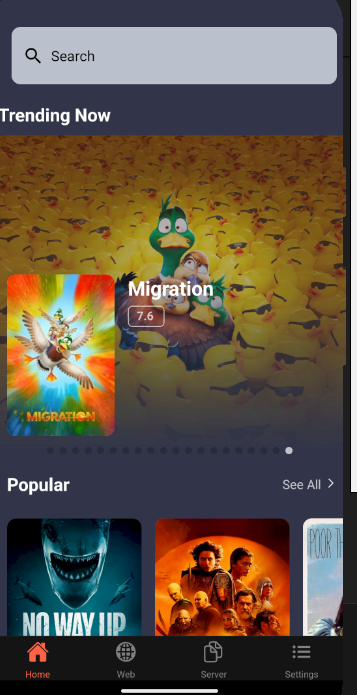 Search
Trending Now
Migration
7.6
MIGRATION
Popular
See All
NO WAY UP
POOR TH
Home
Web
Server
Settings